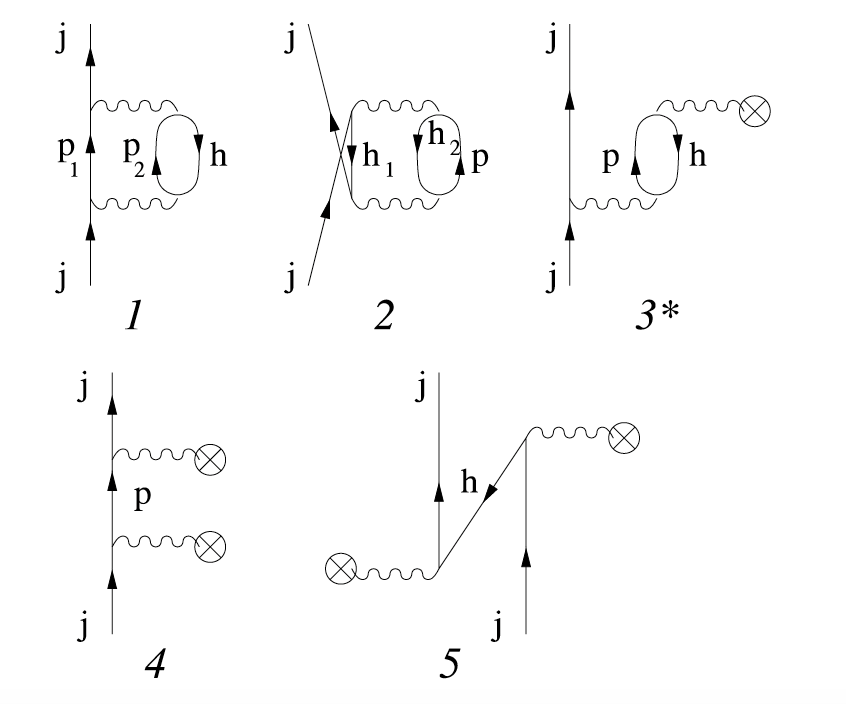 j j j
p₁ p₂ h h₁ h₂ p p h
j j j
1 2 3*
j j
p h
j j
4 5